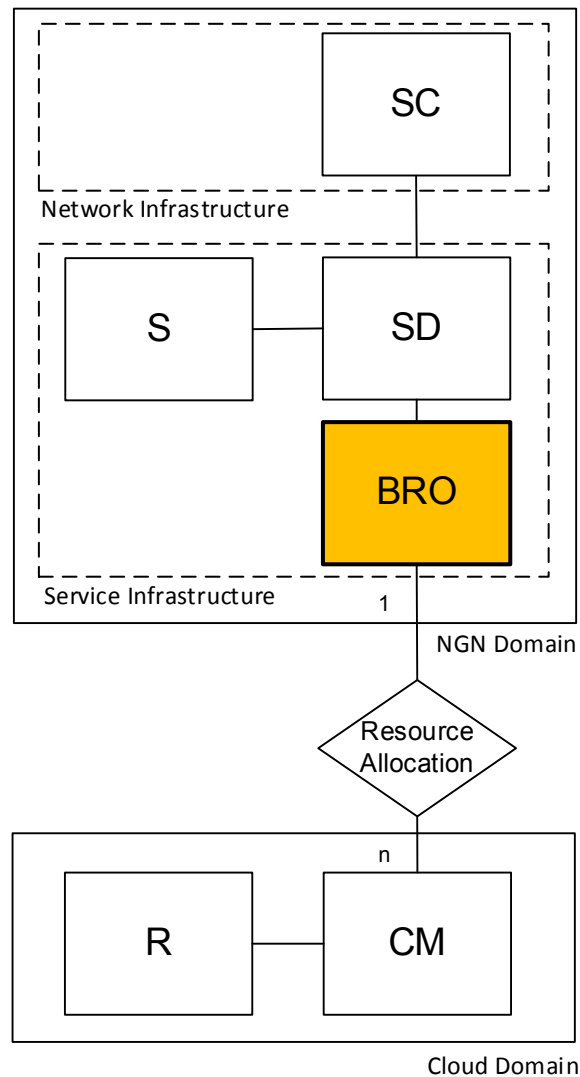 SC
Network Infrastructure
S
SD
BRO
Service Infrastructure
1
NGN Domain
Resource
Allocation
n
R
CM
Cloud Domain